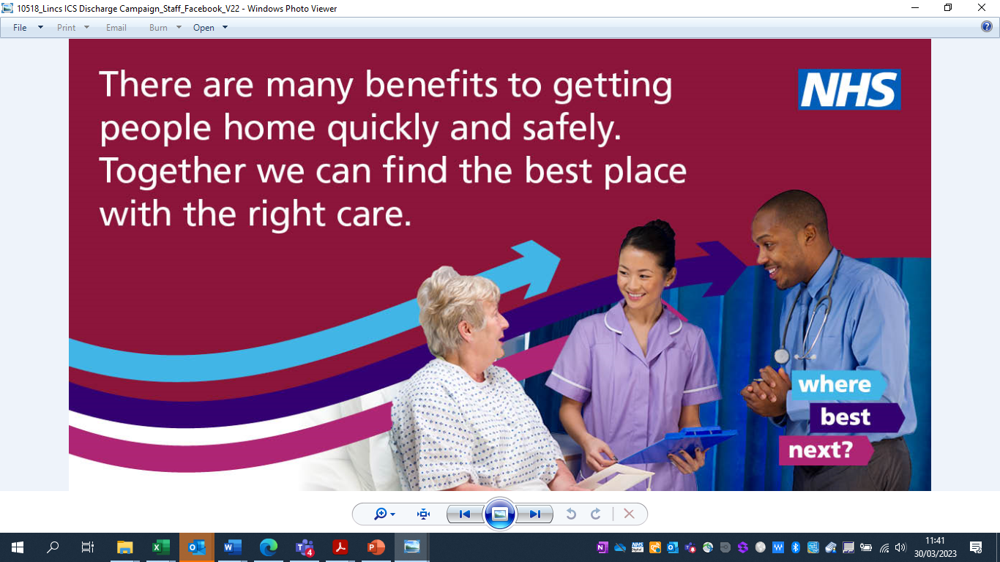 10518_Lincs ICS Discharge Campaign_Staff_Facebook_V22 - Windows Photo Viewer
File Print Email Burn Open
There are many benefits to getting
people home quickly and safely.
Together we can find the best place
with the right care.
NHS
where
best
next?
4
11:41
30/03/2023